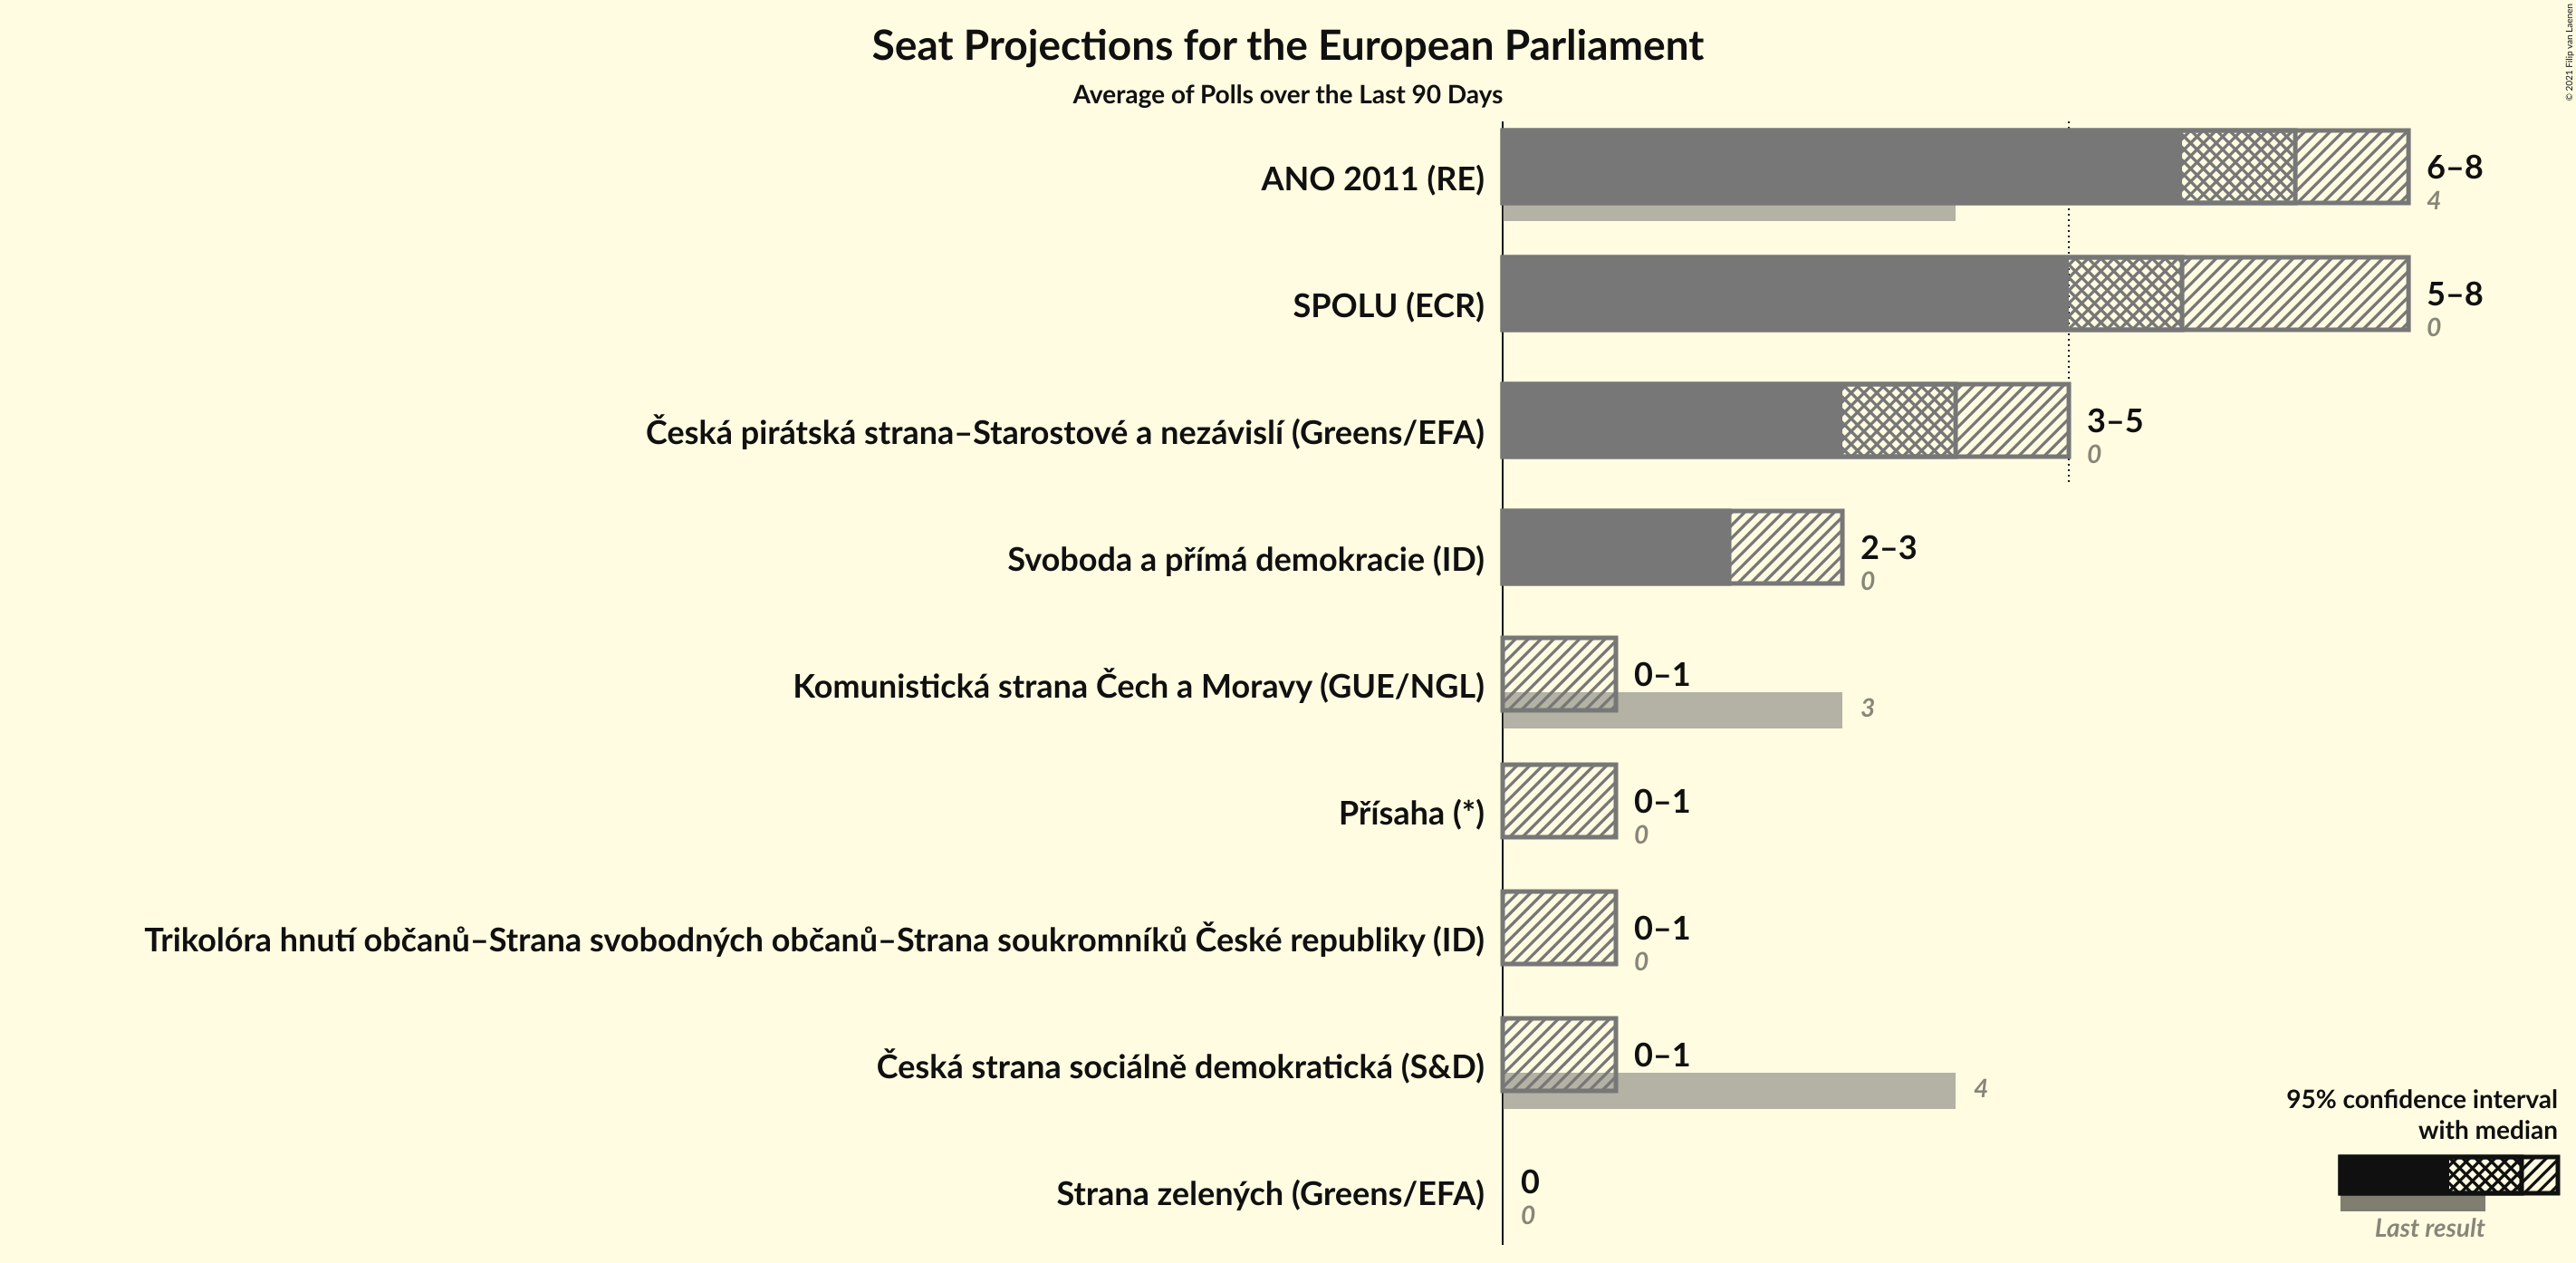 Seat Projections for the European Parliament
Average of Polls over the Last 90 Days
© 2021 Filip van Laenen
ANO 2011 (RE)
6–8
4
SPOLU (ECR)
5–8
0
Česká pirátská strana–Starostové a nezávislí (Greens/EFA)
3–5
0
Svoboda a přímá demokracie (ID)
2–3
0
Komunistická strana Čech a Moravy (GUE/NGL)
0–1
3
Přísaha (*)
0–1
0
Trikolóra hnutí občanů–Strana svobodných občanů–Strana soukromníků České republiky (ID)
0–1
0
Česká strana sociálně demokratická (S&D)
0–1
4
Strana zelených (Greens/EFA)
0
0
95% confidence interval
with median
Last result